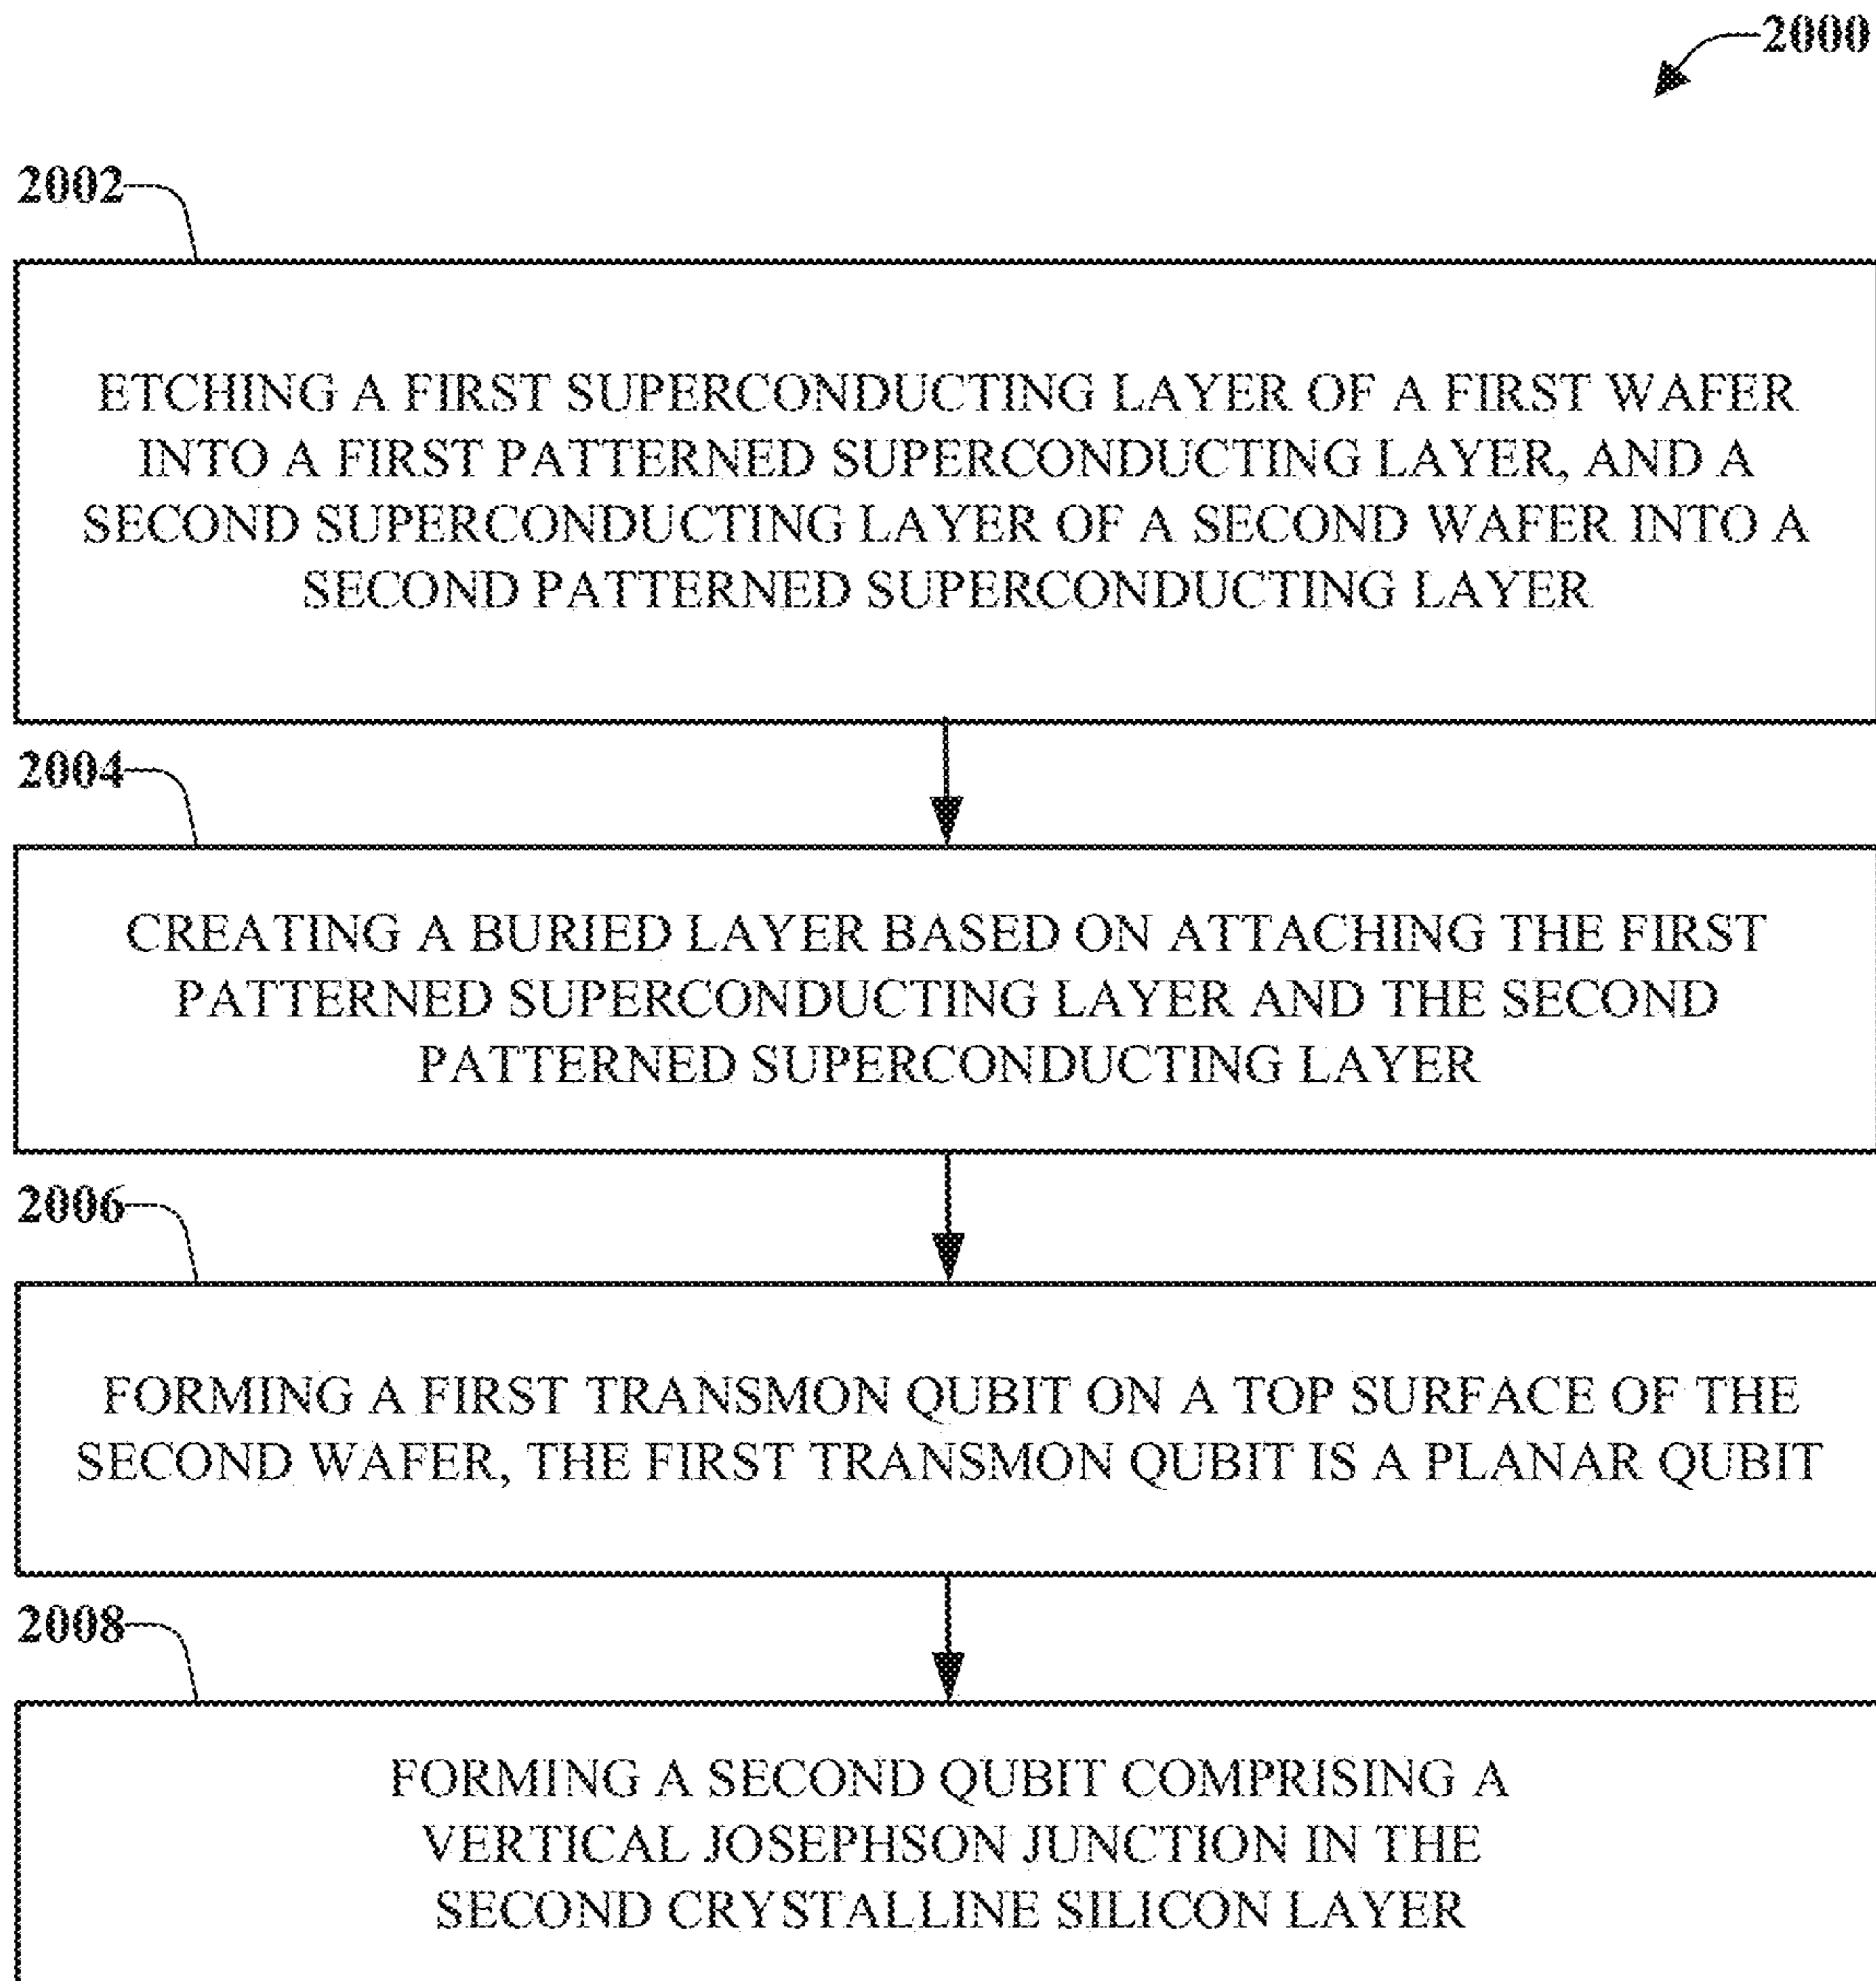 2000
2002
ETCHING A FIRST SUPERCONDUCTING LAYER OF A FIRST WAFER
INTO A FIRST PATTERNED SUPERCONDUCTING LAYER, AND A
SECOND SUPERCONDUCTING LAYER OF A SECOND WAFER INTO A
SECOND PATTERNED SUPERCONDUCTING LAYER
2004
CREATING A BURIED LAYER BASED ON ATTACHING THE FIRST
PATTERNED SUPERCONDUCTING LAYER AND THE SECOND
PATTERNED SUPERCONDUCTING LAYER
2006
FORMING A FIRST TRANSMON QUBIT ON A TOP SURFACE OF THE
SECOND WAFER, THE FIRST TRANSMON QUBIT IS A PLANAR QUBIT
2008
FORMING A SECOND QUBIT COMPRISING A
VERTICAL JOSEPHSON JUNCTION IN THE
SECOND CRYSTALLINE SILICON LAYER